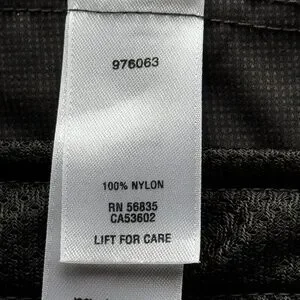 976063
100% NYLON
RN 56835
CA53602
LIFT FOR CARE